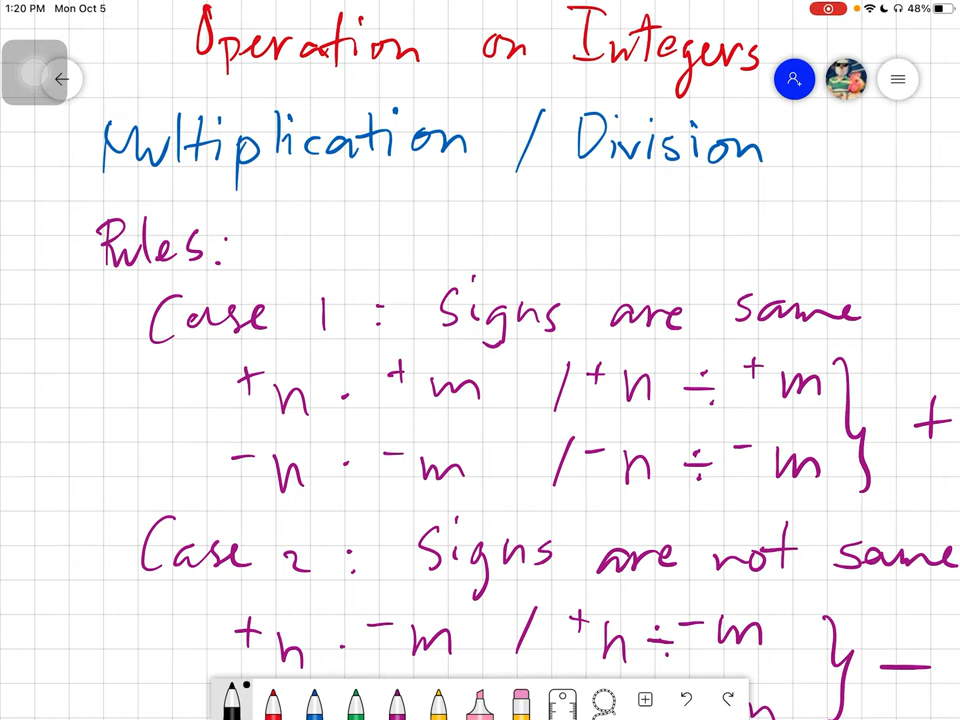 1:20 PM Mon Oct 5
48%
Operation on Integers
Multiplication / Division
Rules:
Case 1 : Signs are same
+n · +m / +n ÷ +m } +
-n · -m / -n ÷ -m
Case 2 : Signs are not same
+n · -m / +n ÷ -m } -